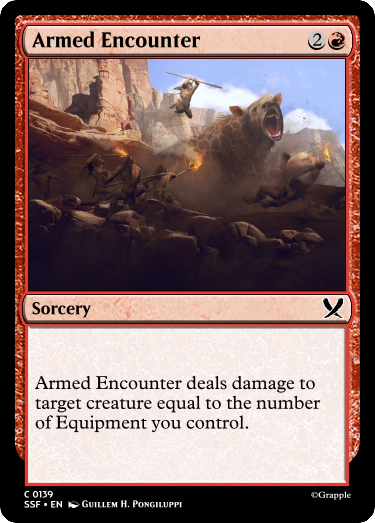 Armed Encounter 2
Sorcery
Armed Encounter deals damage to
target creature equal to the number
of Equipment you control.
C 0139
SSF • EN Guillem H. Pongiluppi
©Grapple